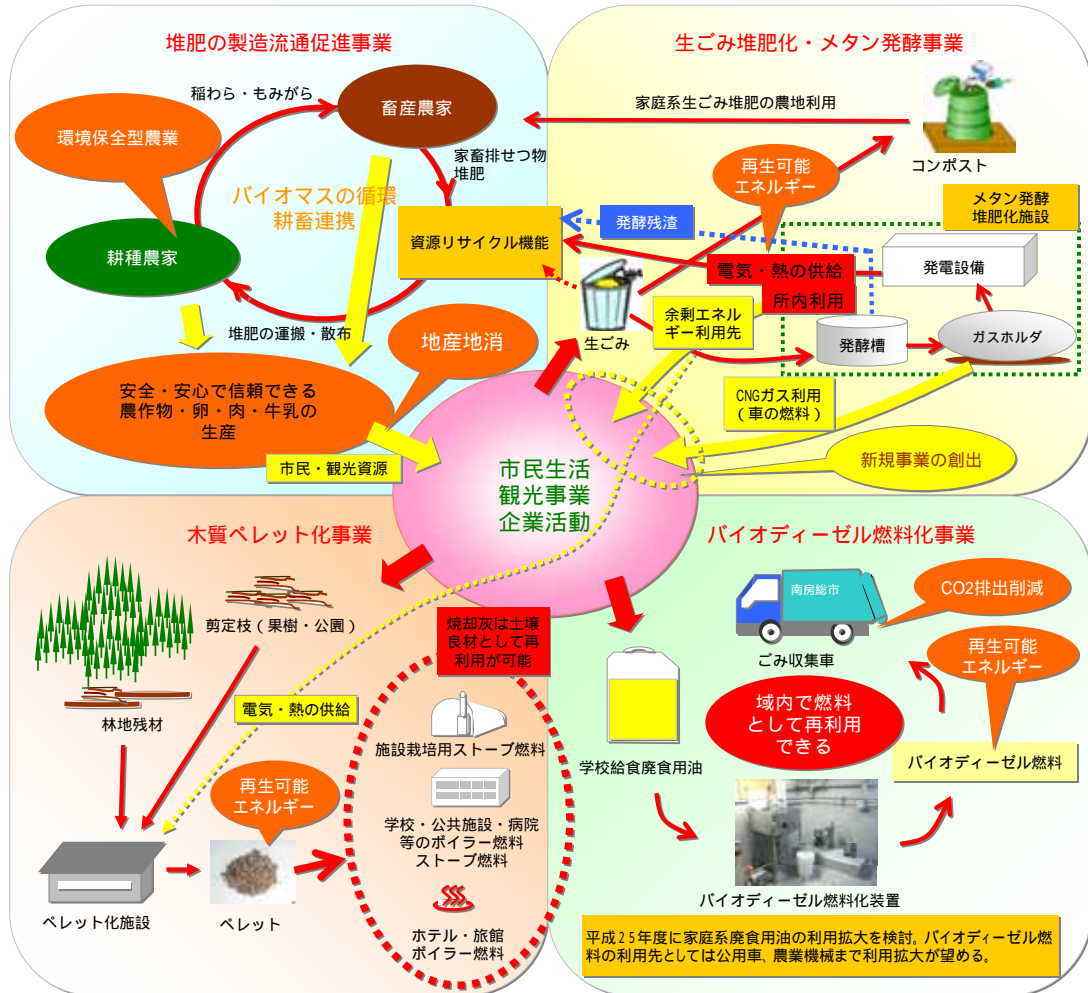 堆肥の製造流通促進事業
稲わら・もみがら
畜産農家
環境保全型農業
家畜排せつ物
堆肥
バイオマスの循環
耕畜連携
資源リサイクル機能
耕種農家
堆肥の運搬・散布
地産地消
安全・安心で信頼できる
農作物・卵・肉・牛乳の
生産
市民・観光資源
生ごみ堆肥化・メタン発酵事業
家庭系生ごみ堆肥の農地利用
コンポスト
再生可能
エネルギー
メタン発酵
堆肥化施設
発酵残渣
電気・熱の供給
所内利用
発電設備
生ごみ
余剰エネル
ギー利用先
発酵槽
ガスホルダ
CNGガス利用
(車の燃料)
新規事業の創出
市民生活
観光事業
企業活動
木質ペレット化事業
剪定枝(果樹・公園)
焼却灰は土壌
良材として再
利用が可能
林地残材
電気・熱の供給
施設栽培用ストーブ燃料
再生可能
エネルギー
学校・公共施設・病院
等のボイラー燃料
ストーブ燃料
ペレット化施設
ペレット
ホテル・旅館
ボイラー燃料
バイオディーゼル燃料化事業
南房総市
CO2排出削減
ごみ収集車
再生可能
エネルギー
域内で燃料
として再利用
できる
学校給食廃食用油
バイオディーゼル燃料
バイオディーゼル燃料化装置
平成25年度に家庭系廃食用油の利用拡大を検討。バイオディーゼル燃
料の利用先としては公用車、農業機械まで利用拡大が望める。